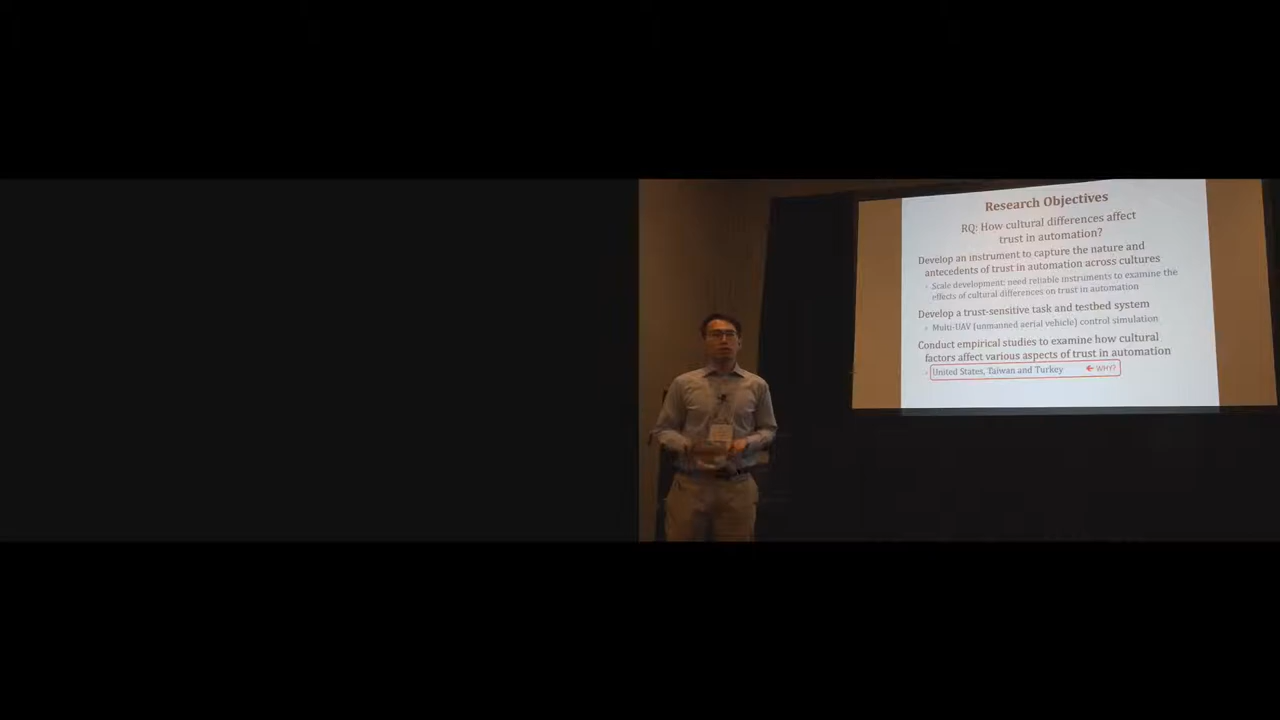 Research Objectives
RQ: How cultural differences affect
trust in automation?
Develop an instrument to capture the nature and
antecedents of trust in automation across cultures
Scale development: need reliable instruments to examine the
effects of cultural differences on trust in automation
Develop a trust-sensitive task and testbed system
Multi-UAV (unmanned aerial vehicle) control simulation
Conduct empirical studies to examine how cultural
factors affect various aspects of trust in automation
United States, Taiwan and Turkey ← WHY?